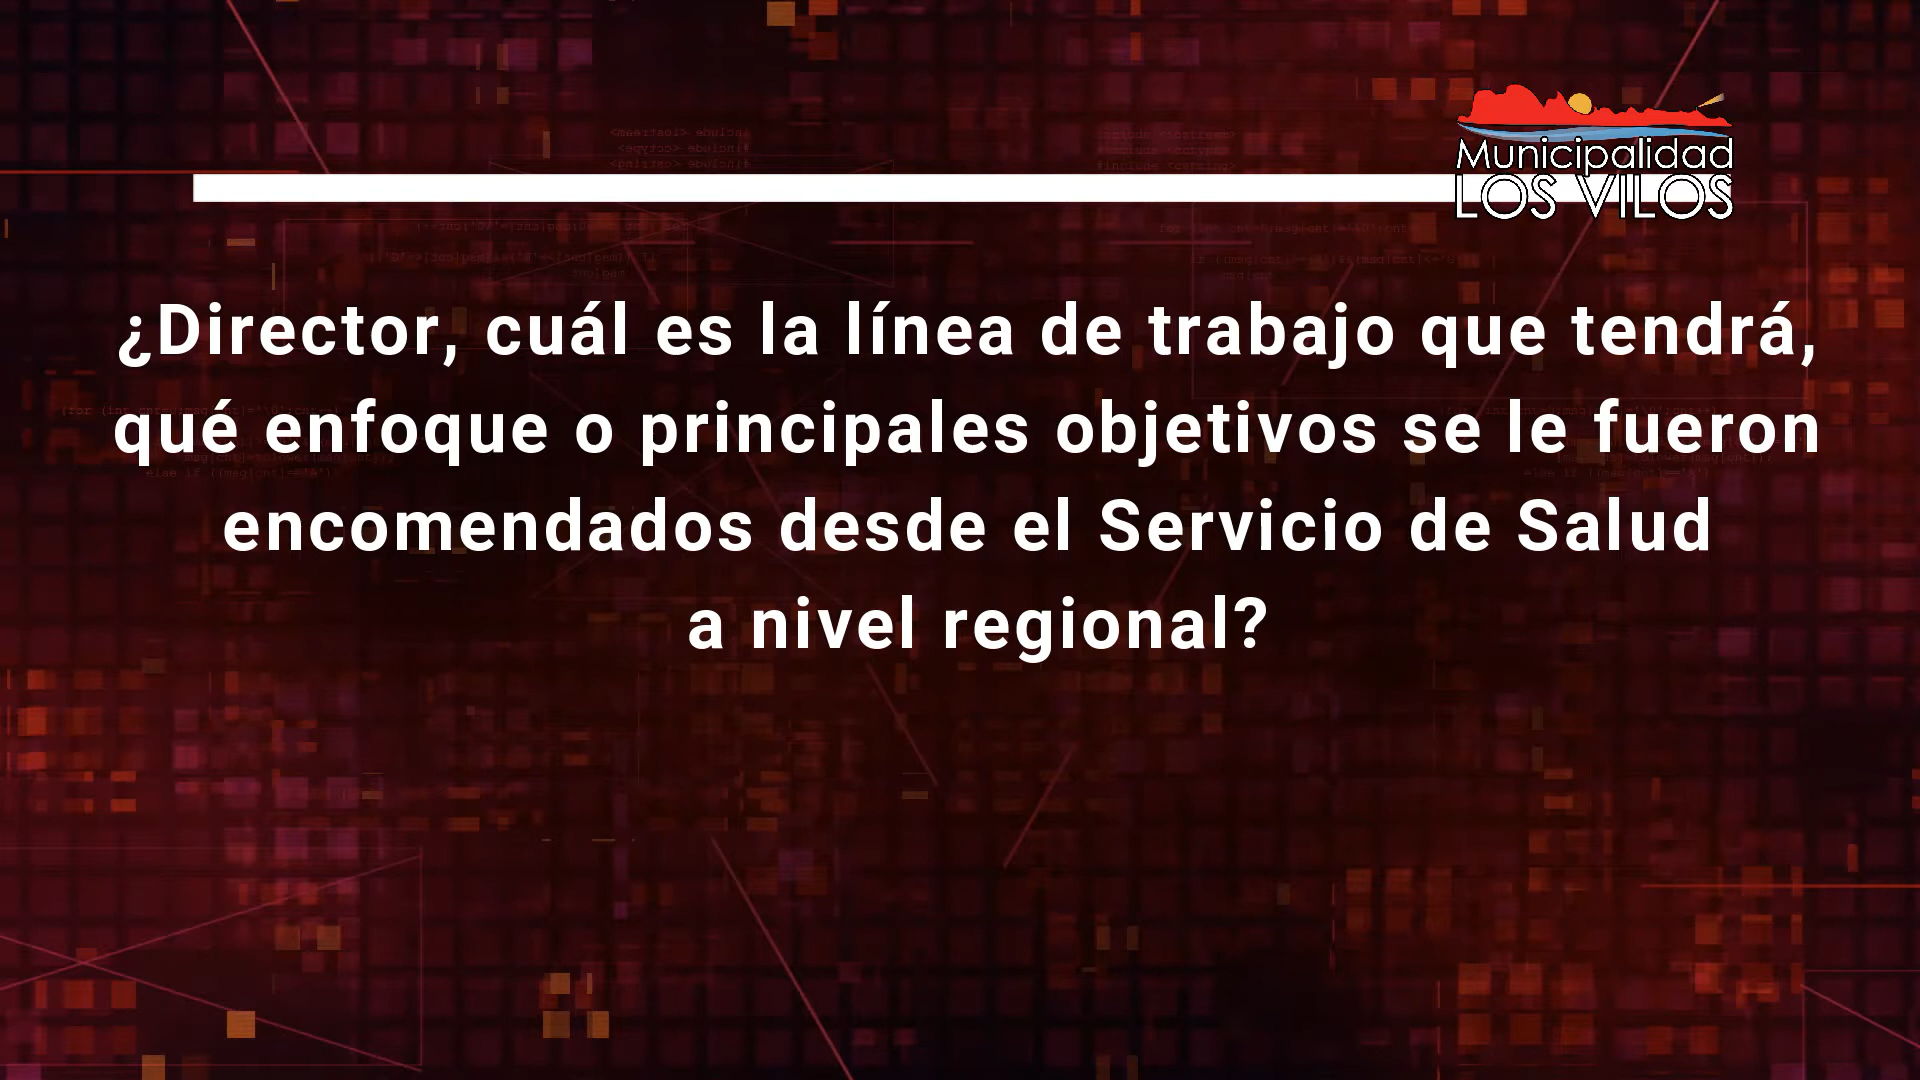 Municipalidad
LOS VILOS
¿Director, cuál es la línea de trabajo que tendrá,
qué enfoque o principales objetivos se le fueron
encomendados desde el Servicio de Salud
a nivel regional?